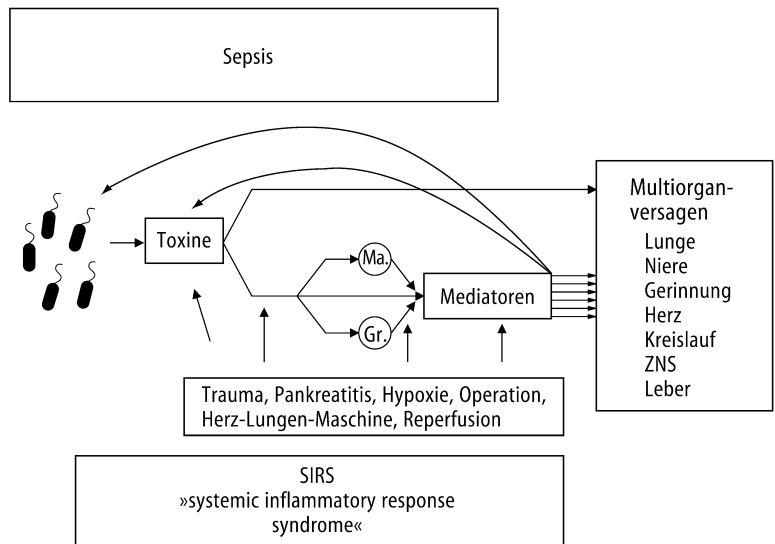 Sepsis
Toxine
Ma.
Gr.
Mediatoren
Multiorgan-
versagen
Lunge
Niere
Gerinnung
Herz
Kreislauf
ZNS
Leber
Trauma, Pankreatitis, Hypoxie, Operation,
Herz-Lungen-Maschine, Reperfusion
SIRS
»systemic inflammatory response
syndrome«